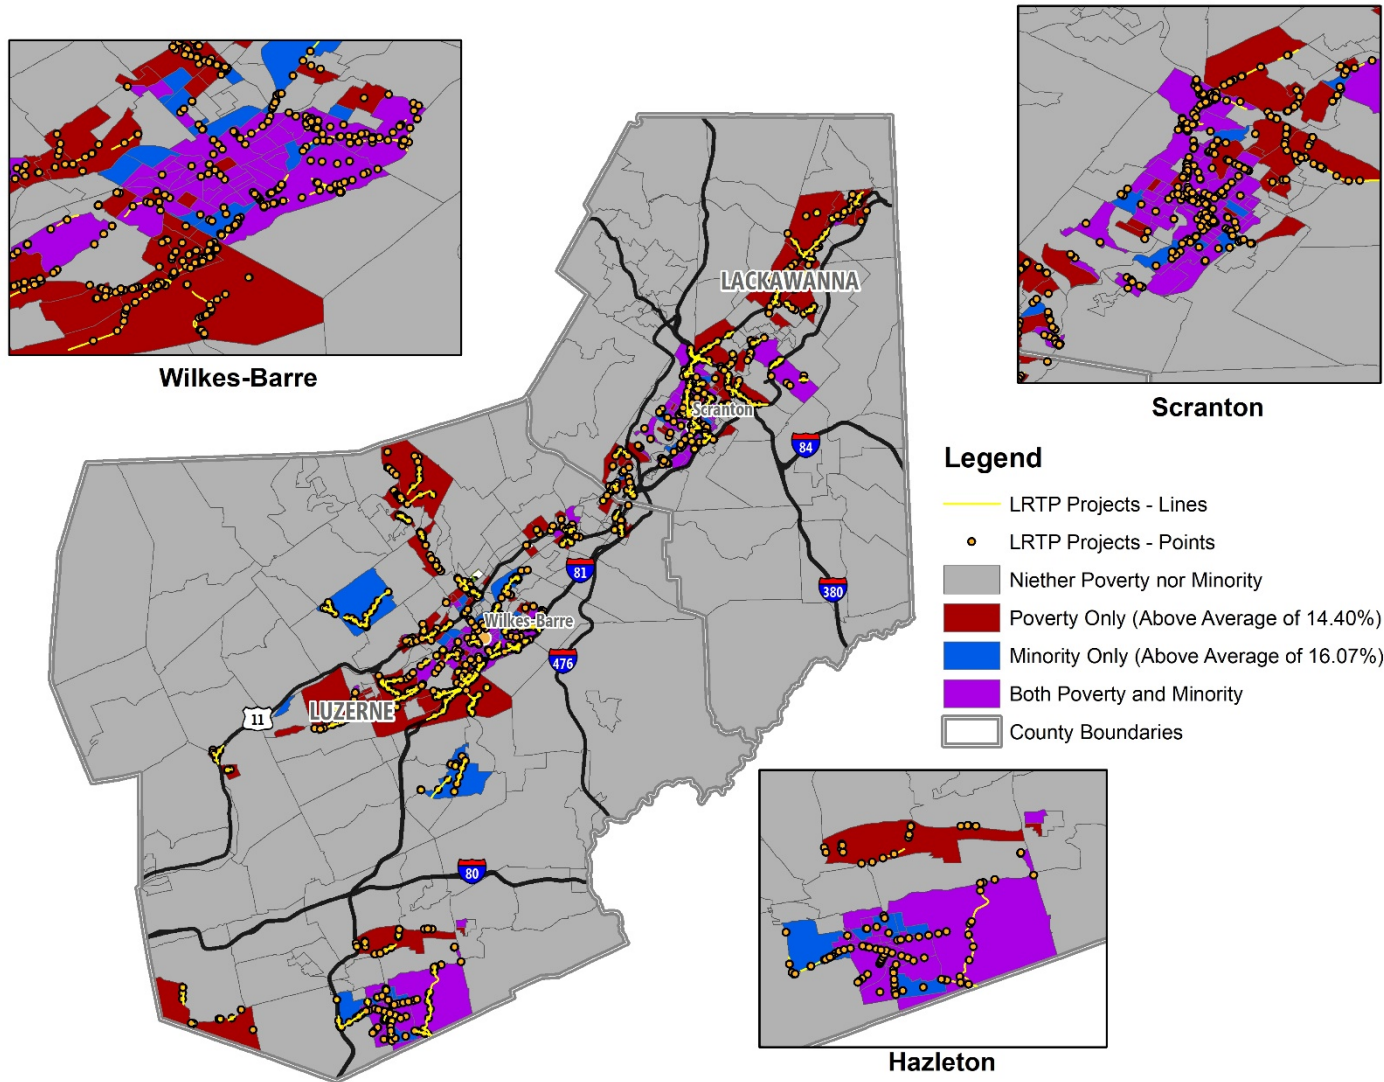 Wilkes-Barre
Scranton
LACKAWANNA
Scranton
84
81
380
Wilkes-Barre
476
LUZERNE
11
80
Legend
LRTP Projects - Lines
LRTP Projects - Points
Niether Poverty nor Minority
Poverty Only (Above Average of 14.40%)
Minority Only (Above Average of 16.07%)
Both Poverty and Minority
County Boundaries
Hazleton